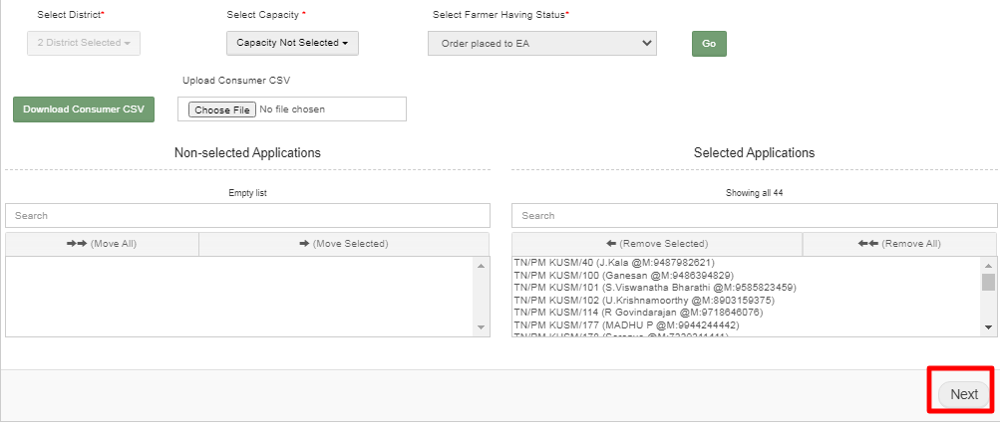 Select District* Select Capacity * Select Farmer Having Status*
2 District Selected Capacity Not Selected Order placed to EA Go
Upload Consumer CSV
Download Consumer CSV Choose File No file chosen
Non-selected Applications Selected Applications
Empty list Showing all 44
Search Search
(Move All) (Move Selected) (Remove Selected) (Remove All)
TN/PM KUSM/40 (J.Kala @M:9487982621)
TN/PM KUSM/100 (Ganesan @M:9486394829)
TN/PM KUSM/101 (S.Viswanatha Bharathi @M:9585823459)
TN/PM KUSM/102 (U.Krishnamoorthy @M:8903159375)
TN/PM KUSM/114 (R Govindarajan @M:9718646076)
TN/PM KUSM/177 (MADHU P @M:9944244442)
Next